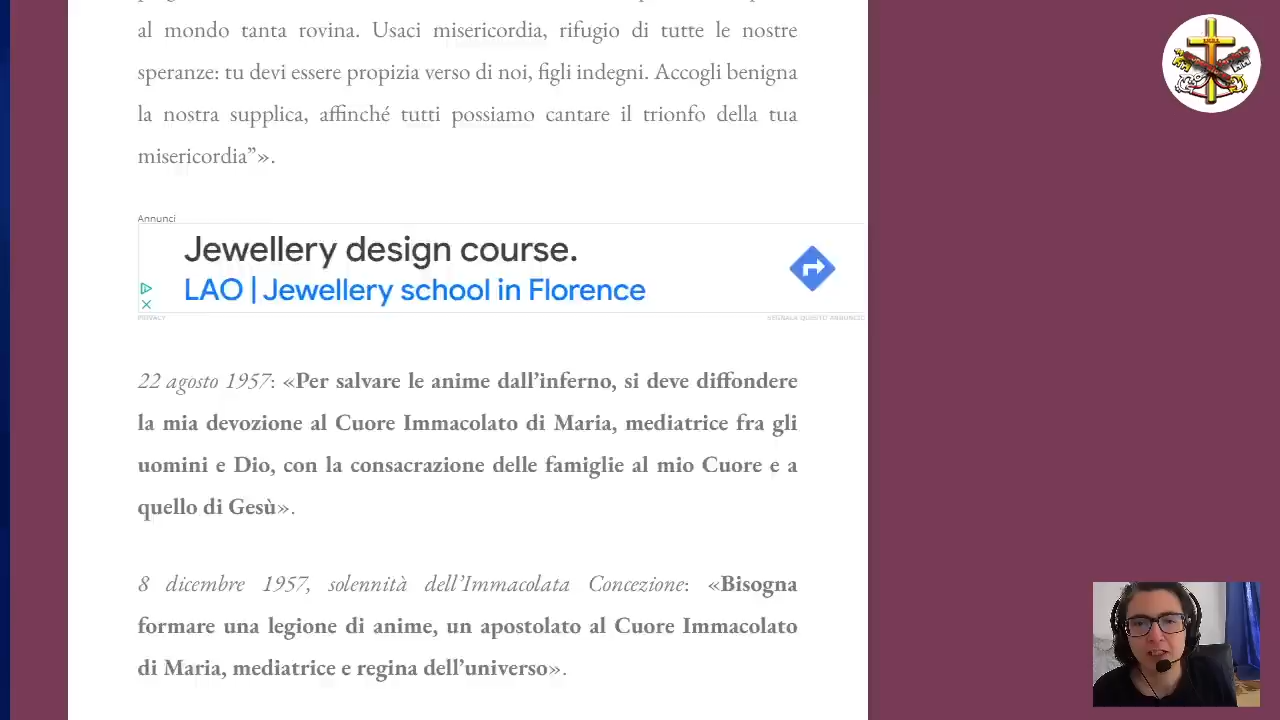 al mondo tanta rovina. Usaci misericordia, rifugio di tutte le nostre
speranze: tu devi essere propizia verso di noi, figli indegni. Accogli benigna
la nostra supplica, affinché tutti possiamo cantare il trionfo della tua
misericordia”».
Annunci
Jewellery design course.
LAO | Jewellery school in Florence
PRIVACY
SEGNALA QUESTO ANNUNCIO
22 agosto 1957: «Per salvare le anime dall’inferno, si deve diffondere
la mia devozione al Cuore Immacolato di Maria, mediatrice fra gli
uomini e Dio, con la consacrazione delle famiglie al mio Cuore e a
quello di Gesù».
8 dicembre 1957, solennità dell’Immacolata Concezione: «Bisogna
formare una legione di anime, un apostolato al Cuore Immacolato
di Maria, mediatrice e regina dell’universo».